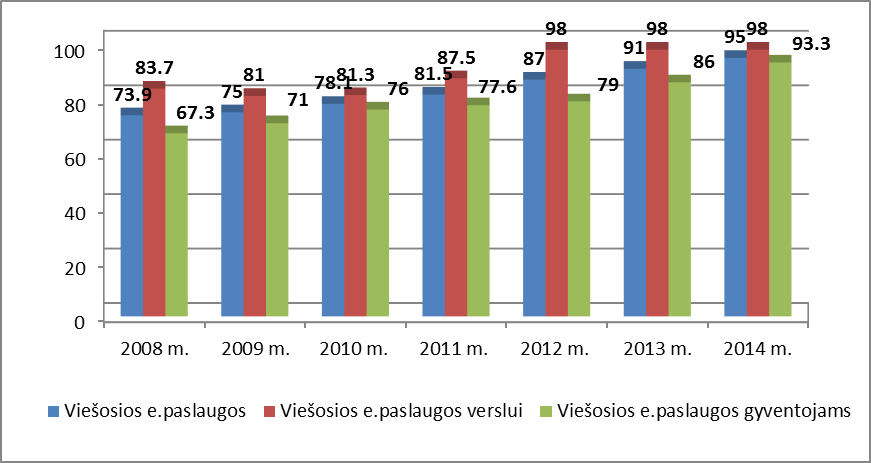 100
80
60
40
20
0
73.9 83.7 67.3 75 81 71 78.1 81.3 76 81.5 87.5 77.6 87 98 79 91 98 86 95 98 93.3
2008 m. 2009 m. 2010 m. 2011 m. 2012 m. 2013 m. 2014 m.
Viešosios e.paslaugos Viešosios e.paslaugos verslui Viešosios e.paslaugos gyventojams